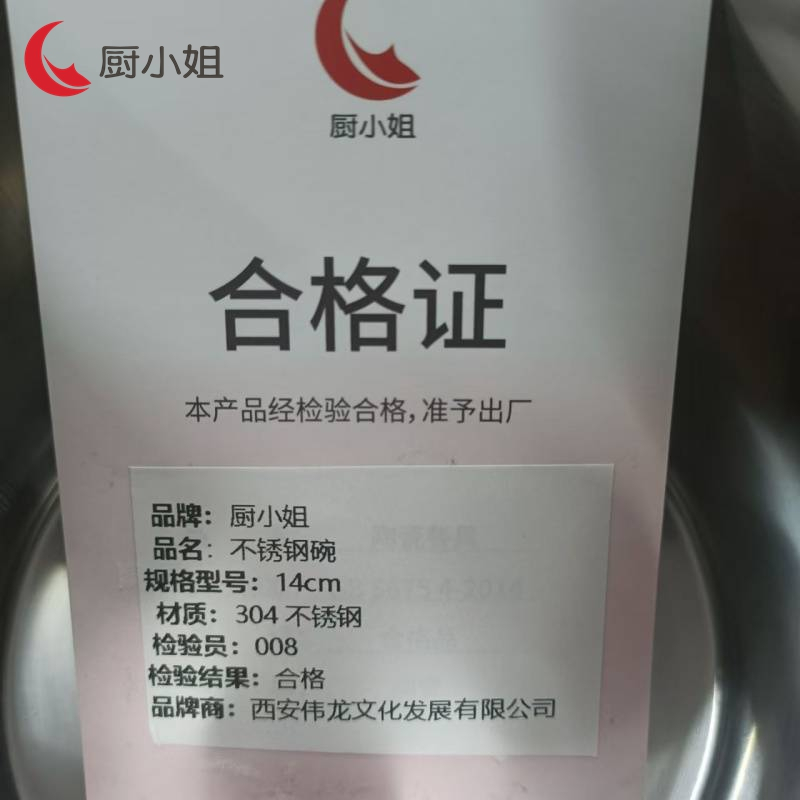 厨小姐
厨小姐
合格证
本产品经检验合格,准予出厂
品牌：厨小姐
品名：不锈钢碗
规格型号：14cm
材质：304 不锈钢
检验员：008
检验结果：合格
品牌商：西安伟龙文化发展有限公司